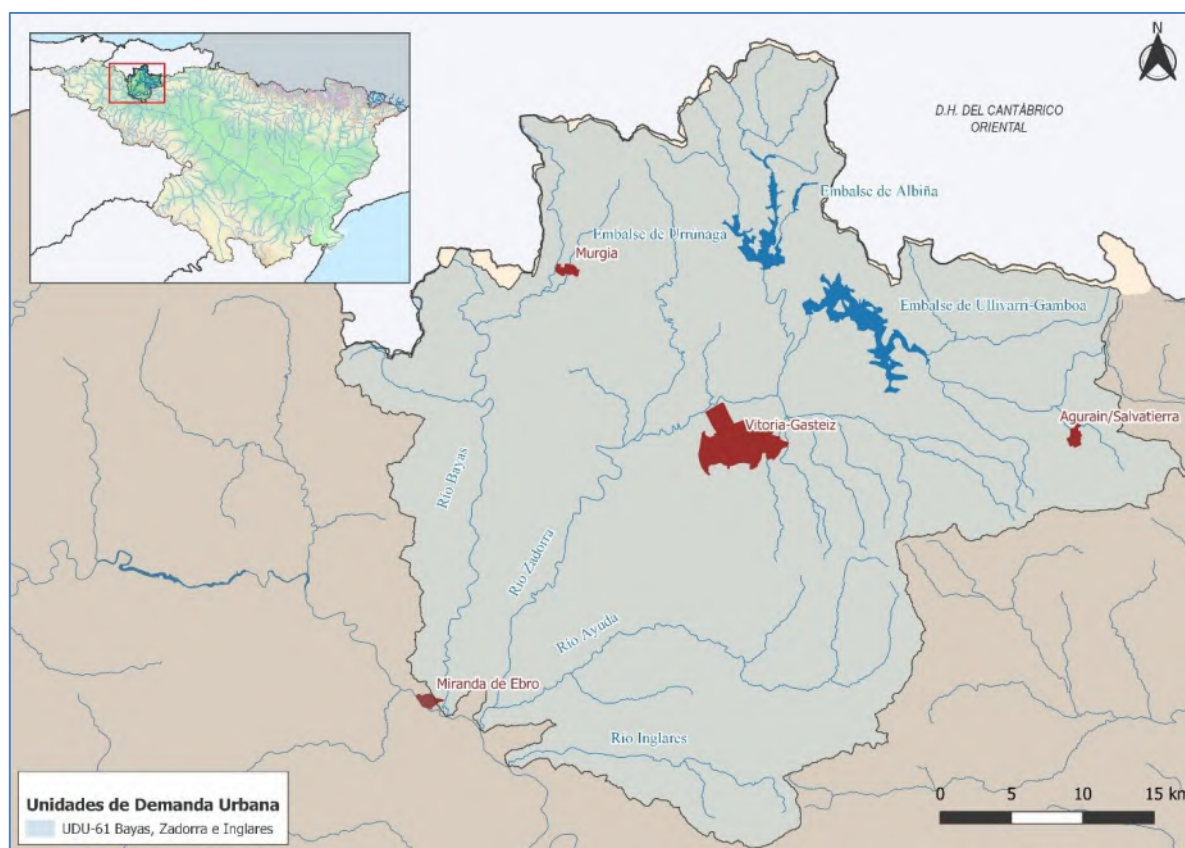 N
D.H. DEL CANTÁBRICO
ORIENTAL
Embalse de Albiña
Embalse de Urrúnaga
Murgia
Embalse de Ullivarri-Gamboa
Agurain/Salvatierra
Vitoria-Gasteiz
Río Bayas
Río Zadorra
Río Ayuda
Miranda de Ebro
Río Inglares
Unidades de Demanda Urbana
UDU-61 Bayas, Zadorra e Inglares
0 5 10 15 km